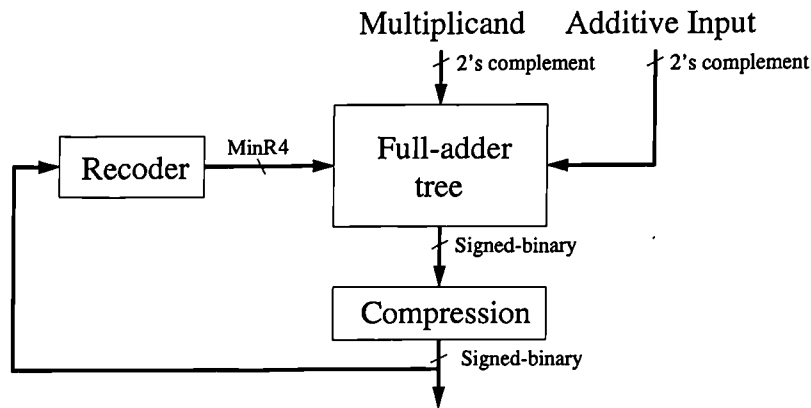 Multiplicand
Additive Input
2's complement
2's complement
MinR4
Recoder
Full-adder
tree
Signed-binary
Compression
Signed-binary